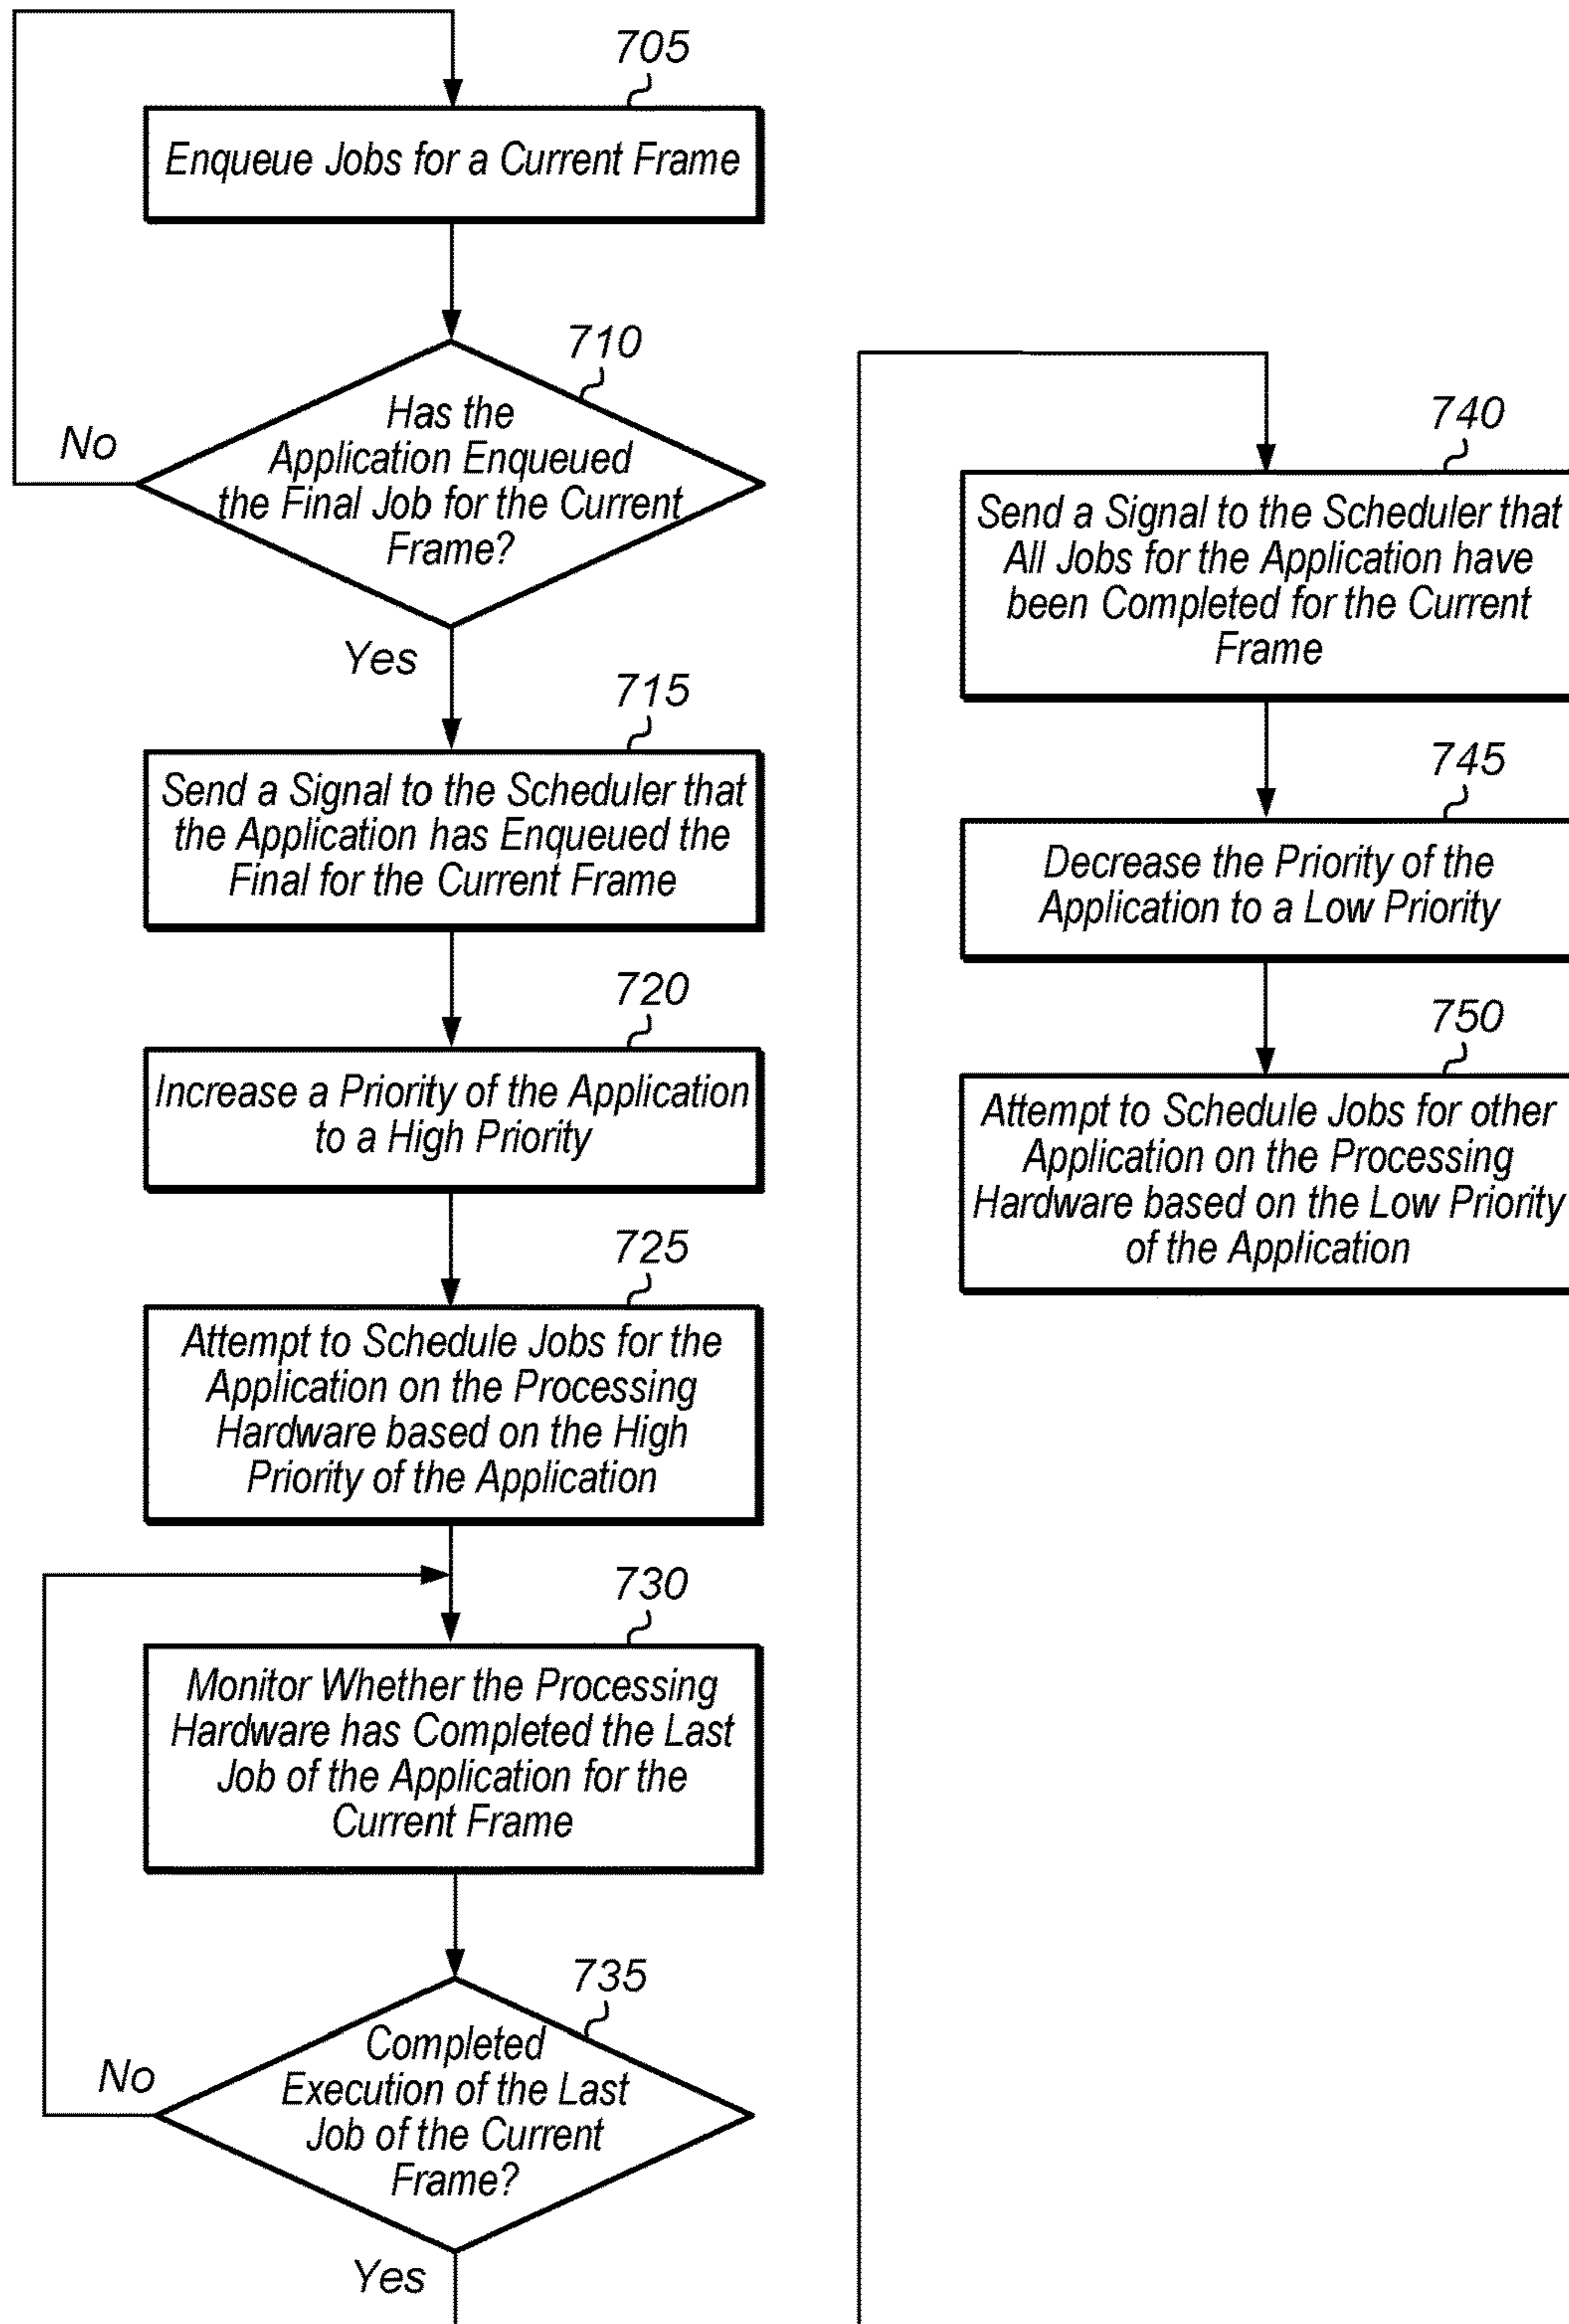 705
Enqueue Jobs for a Current Frame
710
Has the
Application Enqueued
the Final Job for the Current
Frame?
No
Yes
715
Send a Signal to the Scheduler that
the Application has Enqueued the
Final for the Current Frame
720
Increase a Priority of the Application
to a High Priority
725
Attempt to Schedule Jobs for the
Application on the Processing
Hardware based on the High
Priority of the Application
730
Monitor Whether the Processing
Hardware has Completed the Last
Job of the Application for the
Current Frame
735
Completed
Execution of the Last
Job of the Current
Frame?
No
Yes
740
Send a Signal to the Scheduler that
All Jobs for the Application have
been Completed for the Current
Frame
745
Decrease the Priority of the
Application to a Low Priority
750
Attempt to Schedule Jobs for other
Application on the Processing
Hardware based on the Low Priority
of the Application